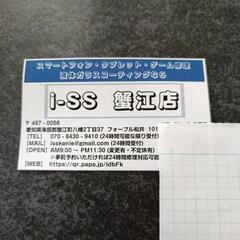 スマートフォン・タブレット・ゲーム修理
液体ガラスコーティングなら
i-SS 蟹江店
〒497-0056
愛知県海部郡蟹江町八幡2丁目37 フォーブル松井 101
[TEL] 070-8430-9410 (24時間可能な限り受付)
[MAIL] isskanie@gmail.com (24時間受付)
[OPEN] AM9:00 ~ PM11:30 (変更有・不定休有)
※事前予約いただければ24時間修理対応可能
[WEB] https://qr.paps.jp/idbFk